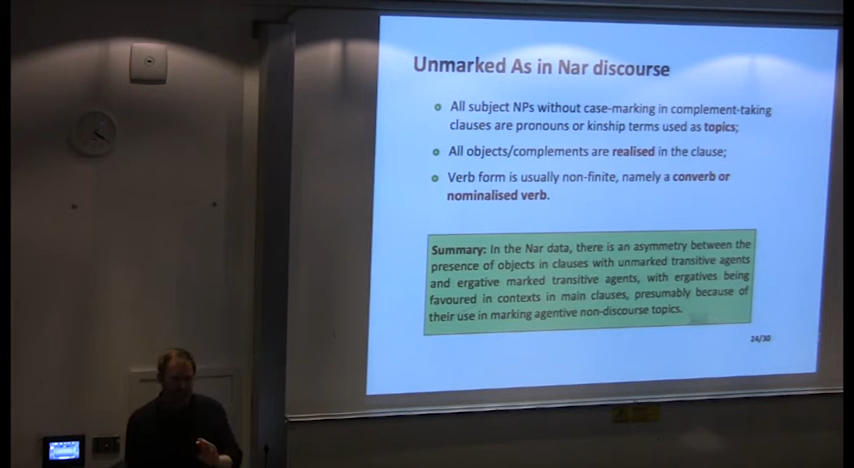 Unmarked As in Nar discourse
All subject NPs without case-marking in complement-taking
clauses are pronouns or kinship terms used as topics;
All objects/complements are realised in the clause;
Verb form is usually non-finite, namely a converb or
nominalised verb.
Summary: In the Nar data, there is an asymmetry between the
presence of objects in clauses with unmarked transitive agents
and ergative marked transitive agents, with ergatives being
favoured in contexts in main clauses, presumably because of
their use in marking agentive non-discourse topics.
24/30